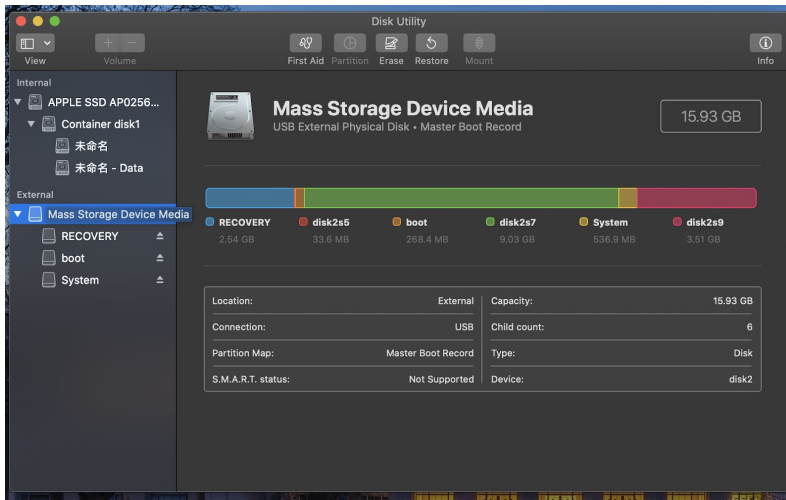 Disk Utility
View
Volume
First Aid
Partition
Erase
Restore
Mount
Info
Internal
APPLE SSD AP0256...
Container disk1
未命名
未命名 - Data
External
Mass Storage Device Media
RECOVERY
boot
System
Mass Storage Device Media
USB External Physical Disk • Master Boot Record
15.93 GB
RECOVERY
2.54 GB
disk2s5
33.6 MB
boot
268.4 MB
disk2s7
9.03 GB
System
536.9 MB
disk2s9
3.51 GB
Location: External
Capacity: 15.93 GB
Connection: USB
Child count: 6
Partition Map: Master Boot Record
Type: Disk
S.M.A.R.T. status: Not Supported
Device: disk2